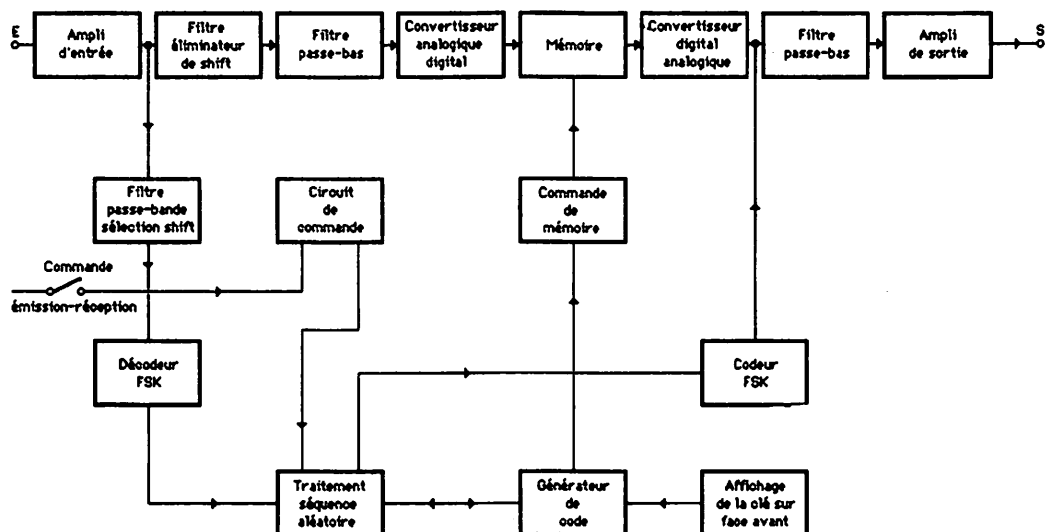 E
Ampli
d'entrée
Filtre
éliminateur
de shift
Filtre
passe-bas
Convertisseur
analogique
digital
Mémoire
Convertisseur
digital
analogique
Filtre
passe-bas
Ampli
de sortie
S
Filtre
passe-bande
sélection shift
Circuit
de
commande
Commande
de
mémoire
Commande
émission-réception
Décodeur
FSK
Codeur
FSK
Traitement
séquence
aléatoire
Générateur
de
code
Affichage
de la clé sur
face avant